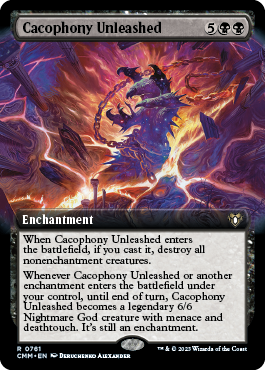 Cacophony Unleashed 5
Enchantment
When Cacophony Unleashed enters
the battlefield, if you cast it, destroy all
nonenchantment creatures.
Whenever Cacophony Unleashed or another
enchantment enters the battlefield under
your control, until end of turn, Cacophony
Unleashed becomes a legendary 6/6
Nightmare God creature with menace and
deathtouch. It's still an enchantment.
R 0761
CMM • EN Deruchenko Alexander
™ & © 2023 Wizards of the Coast